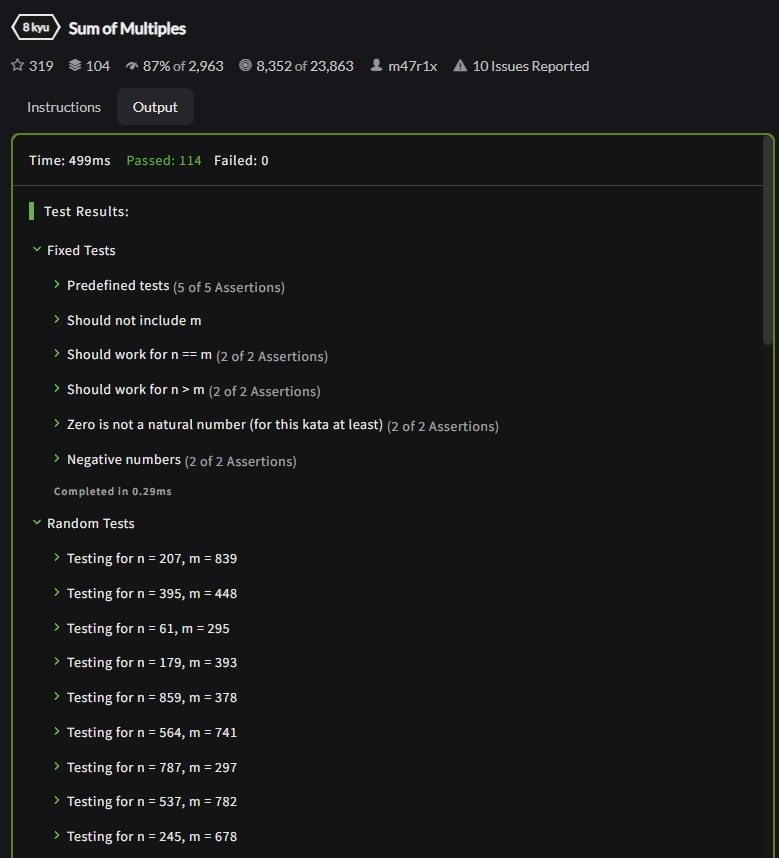 8 kyu Sum of Multiples
319 104 87% of 2,963 8,352 of 23,863 m47r1x 10 Issues Reported
Instructions Output
Time: 499ms Passed: 114 Failed: 0
Test Results:
Fixed Tests
Predefined tests (5 of 5 Assertions)
Should not include m
Should work for n == m (2 of 2 Assertions)
Should work for n > m (2 of 2 Assertions)
Zero is not a natural number (for this kata at least) (2 of 2 Assertions)
Negative numbers (2 of 2 Assertions)
Completed in 0.29ms
Random Tests
Testing for n = 207, m = 839
Testing for n = 395, m = 448
Testing for n = 61, m = 295
Testing for n = 179, m = 393
Testing for n = 859, m = 378
Testing for n = 564, m = 741
Testing for n = 787, m = 297
Testing for n = 537, m = 782
Testing for n = 245, m = 678